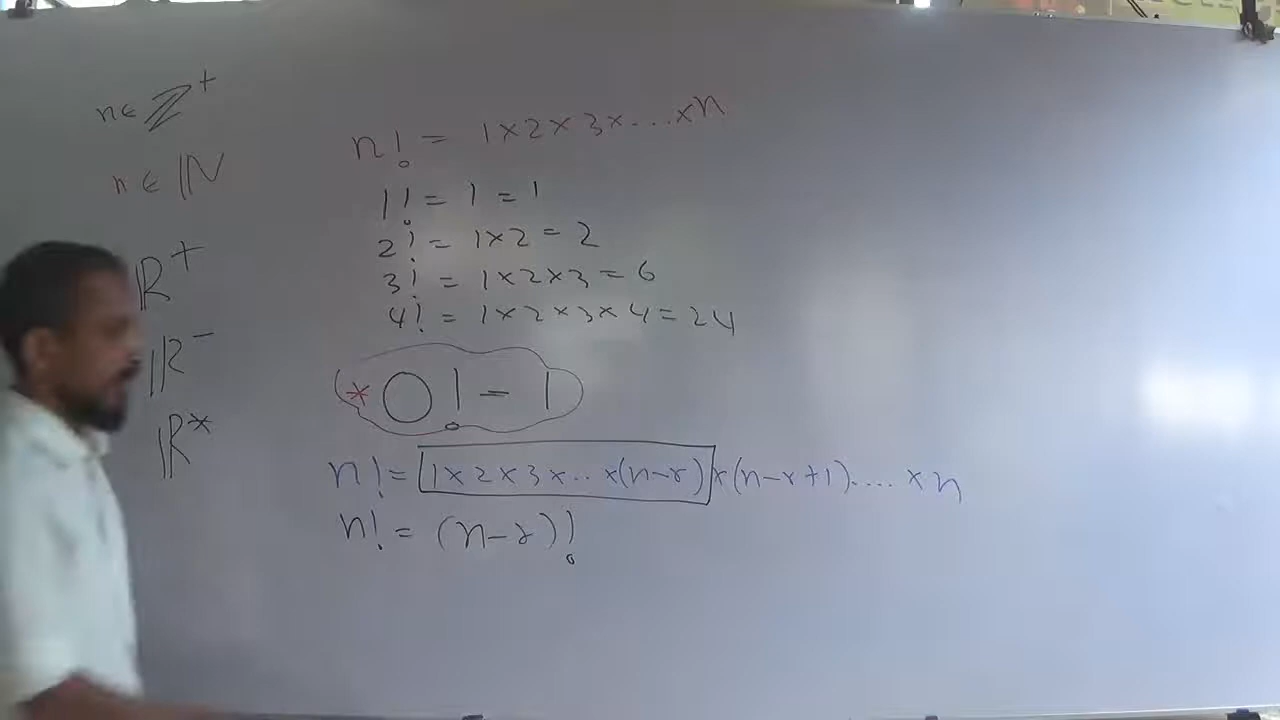 n ∈ ℤ⁺
n ∈ ℕ
ℝ⁺
ℝ⁻
ℝ*
n! = 1×2×3×...×n
1! = 1 = 1
2! = 1×2 = 2
3! = 1×2×3 = 6
4! = 1×2×3×4 = 24
* 0! = 1
n! = 1×2×3×..×(n-r)×(n-r+1)....×n
n! = (n-r)!